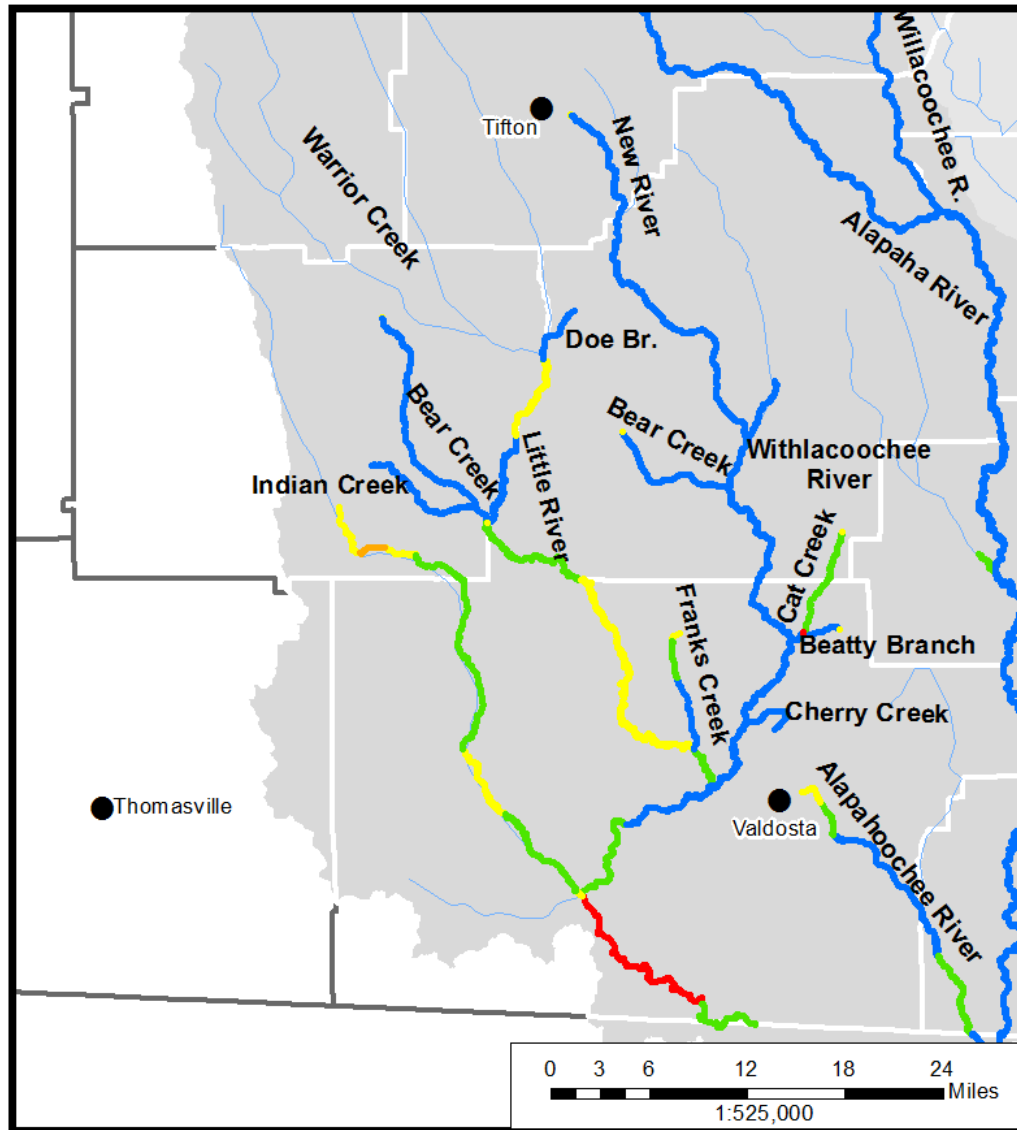 Willacoochee R.
Tifton
New River
Warrior Creek
Alapaha River
Doe Br.
Bear Creek
Bear Creek
Little River
Withlacoochee
River
Indian Creek
Cat Creek
Franks Creek
Beatty Branch
Cherry Creek
Thomasville
Valdosta
Alapahoochee River
0 3 6 12 18 24
Miles
1:525,000